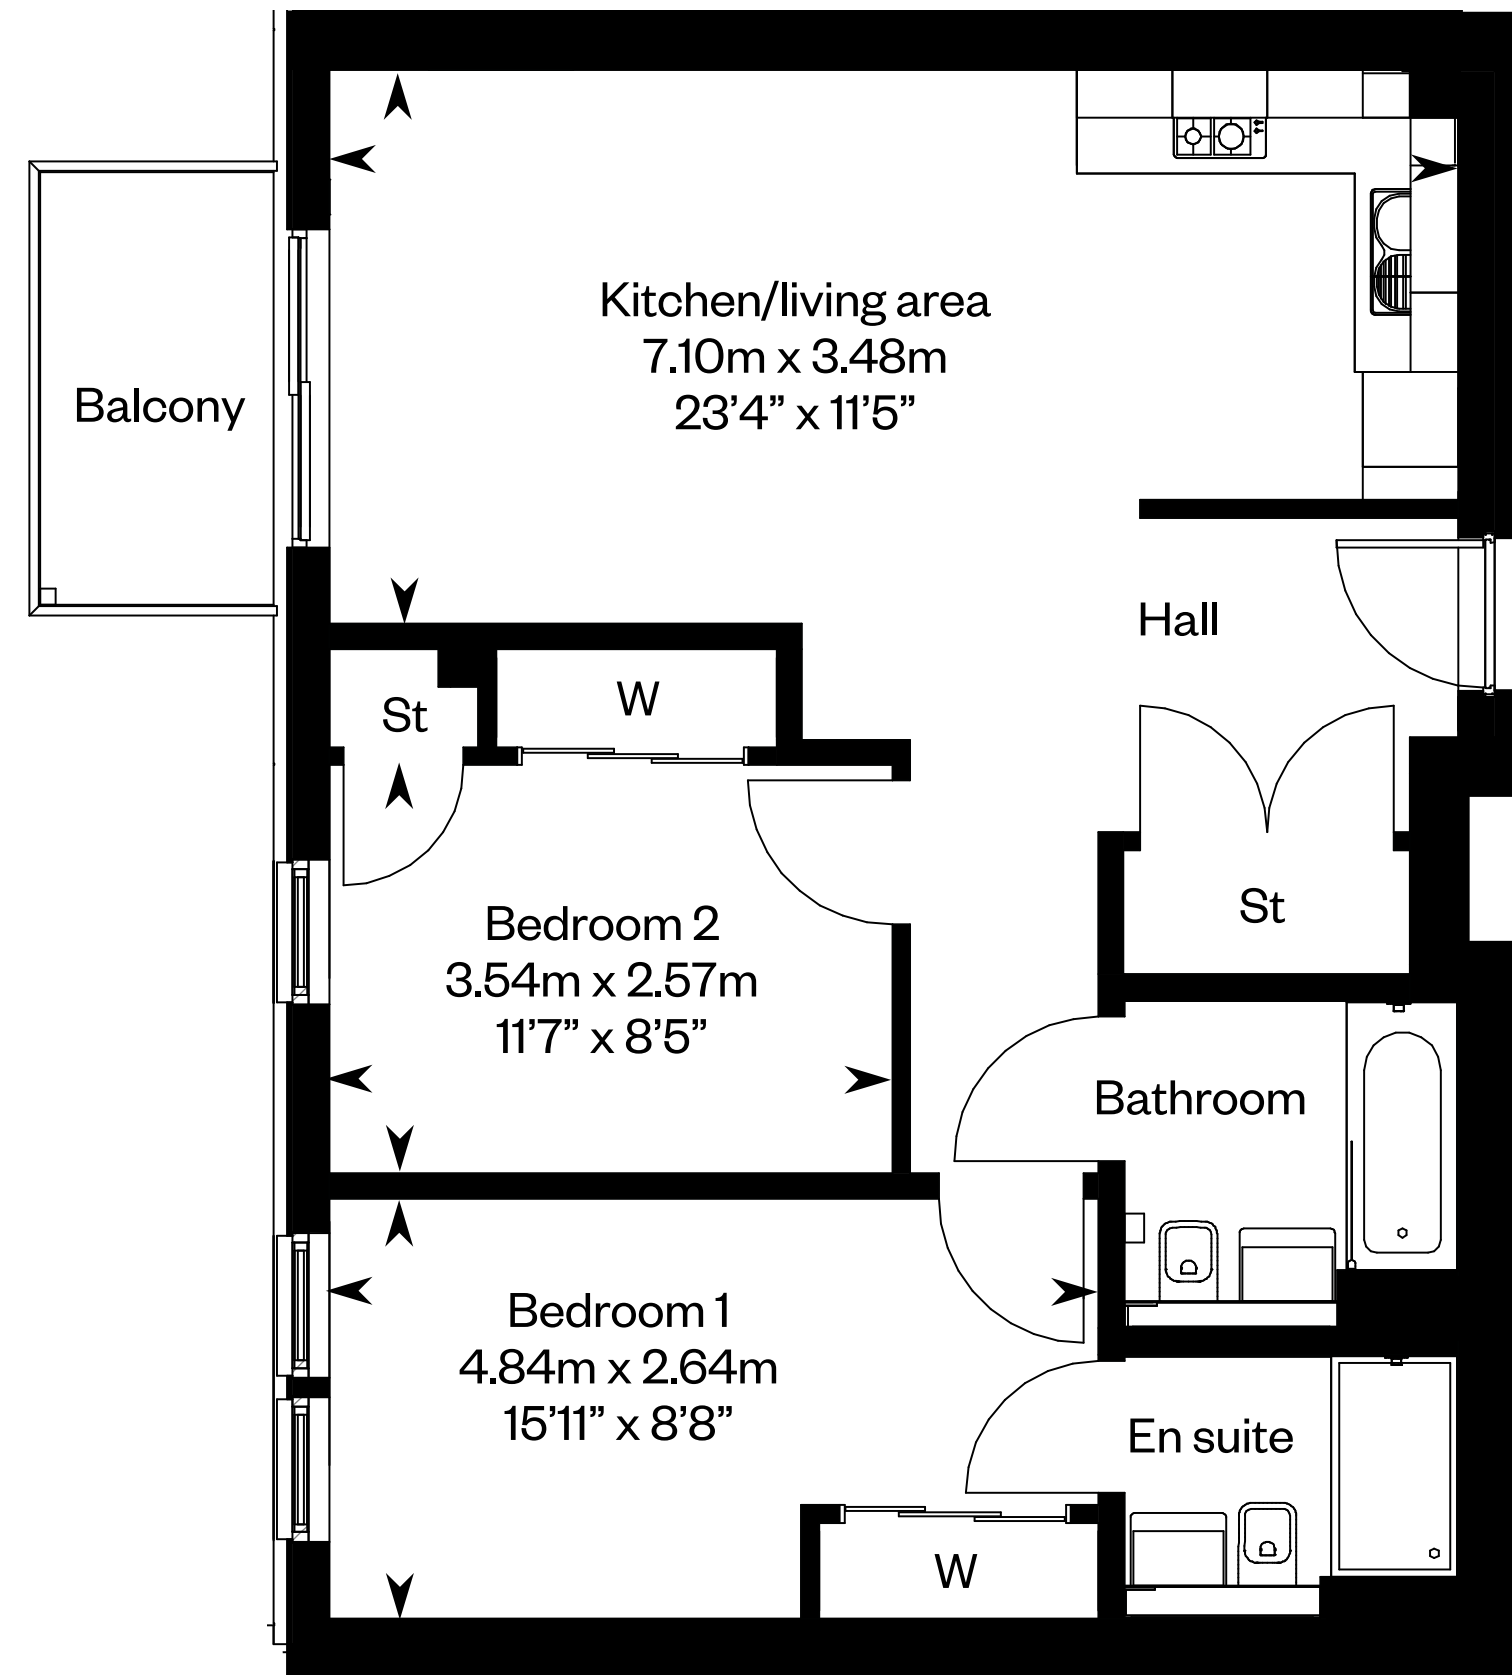 Kitchen/living area
7.10m x 3.48m
23’4” x 11’5”
Balcony
Hall
St
W
St
Bedroom 2
3.54m x 2.57m
11’7” x 8’5”
Bathroom
Bedroom 1
4.84m x 2.64m
15’11” x 8’8”
En suite
W